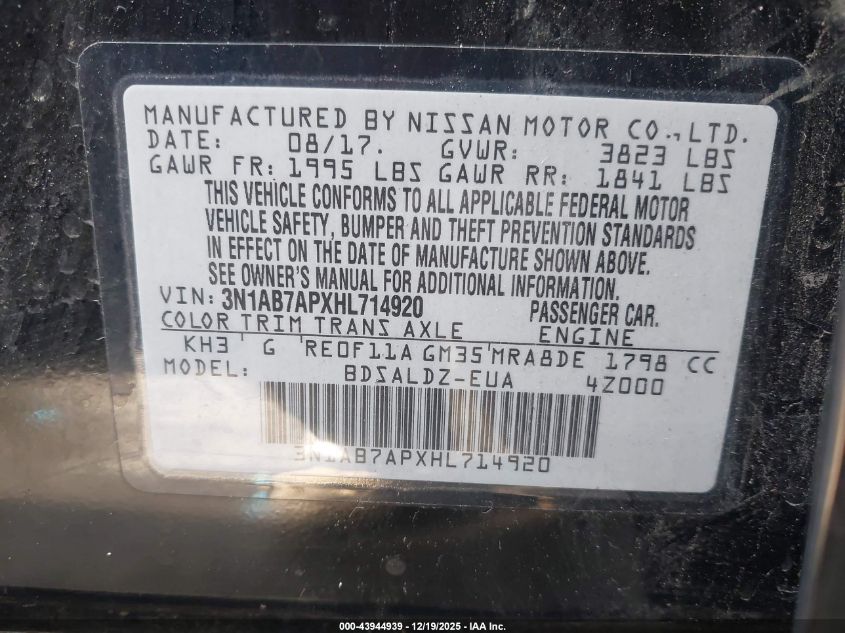 MANUFACTURED BY NISSAN MOTOR CO., LTD.
DATE: 08/17. GVWR: 3823 LBS
GAWR FR: 1995 LBS GAWR RR: 1841 LBS
THIS VEHICLE CONFORMS TO ALL APPLICABLE FEDERAL MOTOR
VEHICLE SAFETY, BUMPER AND THEFT PREVENTION STANDARDS
IN EFFECT ON THE DATE OF MANUFACTURE SHOWN ABOVE.
SEE OWNER'S MANUAL FOR ADDITIONAL INFORMATION.
VIN: 3N1AB7APXHL714920 PASSENGER CAR.
COLOR TRIM TRANS AXLE ENGINE
KH3 G RE0F11A GM35 MRA8DE 1798 CC
MODEL: BDSALDZ-EUA 4Z000
3N1AB7APXHL714920
000-43944939 - 12/19/2025 - IAA Inc.